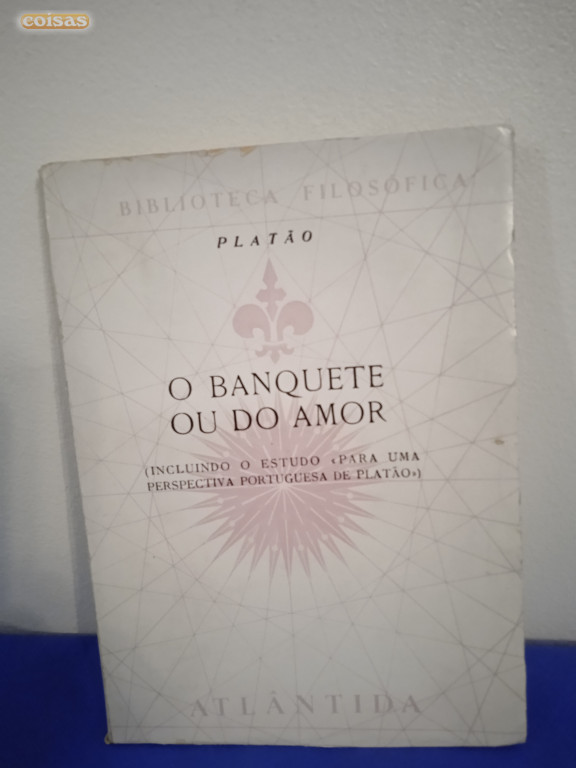 coisas
BIBLIOTECA FILOSÓFICA
PLATÃO
O BANQUETE
OU DO AMOR
(INCLUINDO O ESTUDO «PARA UMA
PERSPECTIVA PORTUGUESA DE PLATÃO»)
ATLÂNTIDA